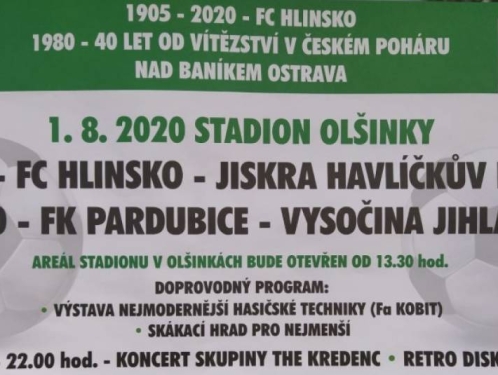 1905 - 2020 - FC HLINSKO
1980 - 40 LET OD VÍTĚZSTVÍ V ČESKÉM POHÁRU
NAD BANÍKEM OSTRAVA
1. 8. 2020 STADION OLŠINKY
- FC HLINSKO - JISKRA HAVLÍČKŮV
- FK PARDUBICE - VYSOČINA JIHLA
AREÁL STADIONU V OLŠINKÁCH BUDE OTEVŘEN OD 13.30 hod.
DOPROVODNÝ PROGRAM:
• VÝSTAVA NEJMODERNĚJŠÍ HASIČSKÉ TECHNIKY (Fa KOBIT)
• SKÁKACÍ HRAD PRO NEJMENŠÍ
- 22.00 hod. - KONCERT SKUPINY THE KREDENC • RETRO DISK